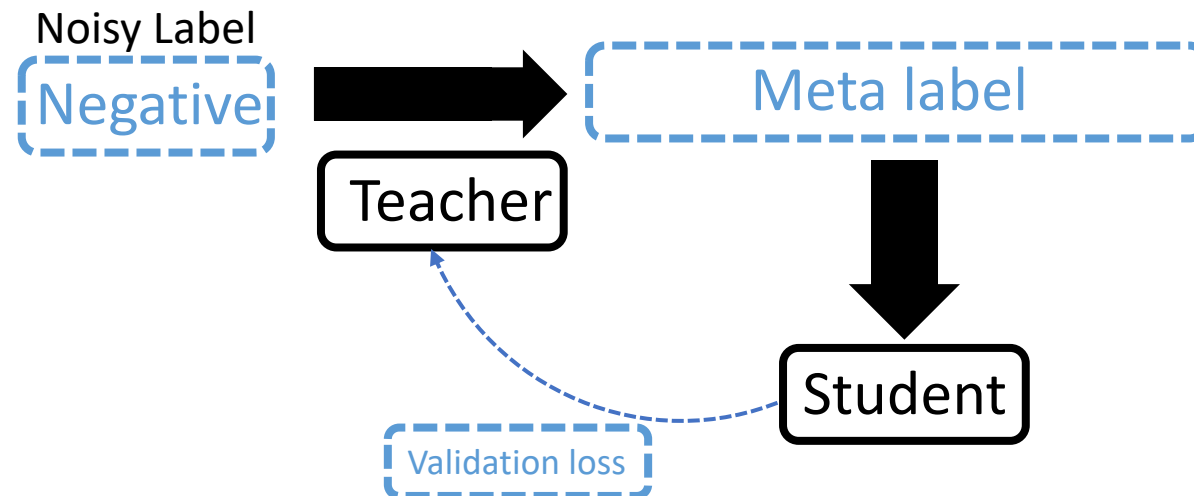 Noisy Label
Negative
Meta label
Teacher
Student
Validation loss